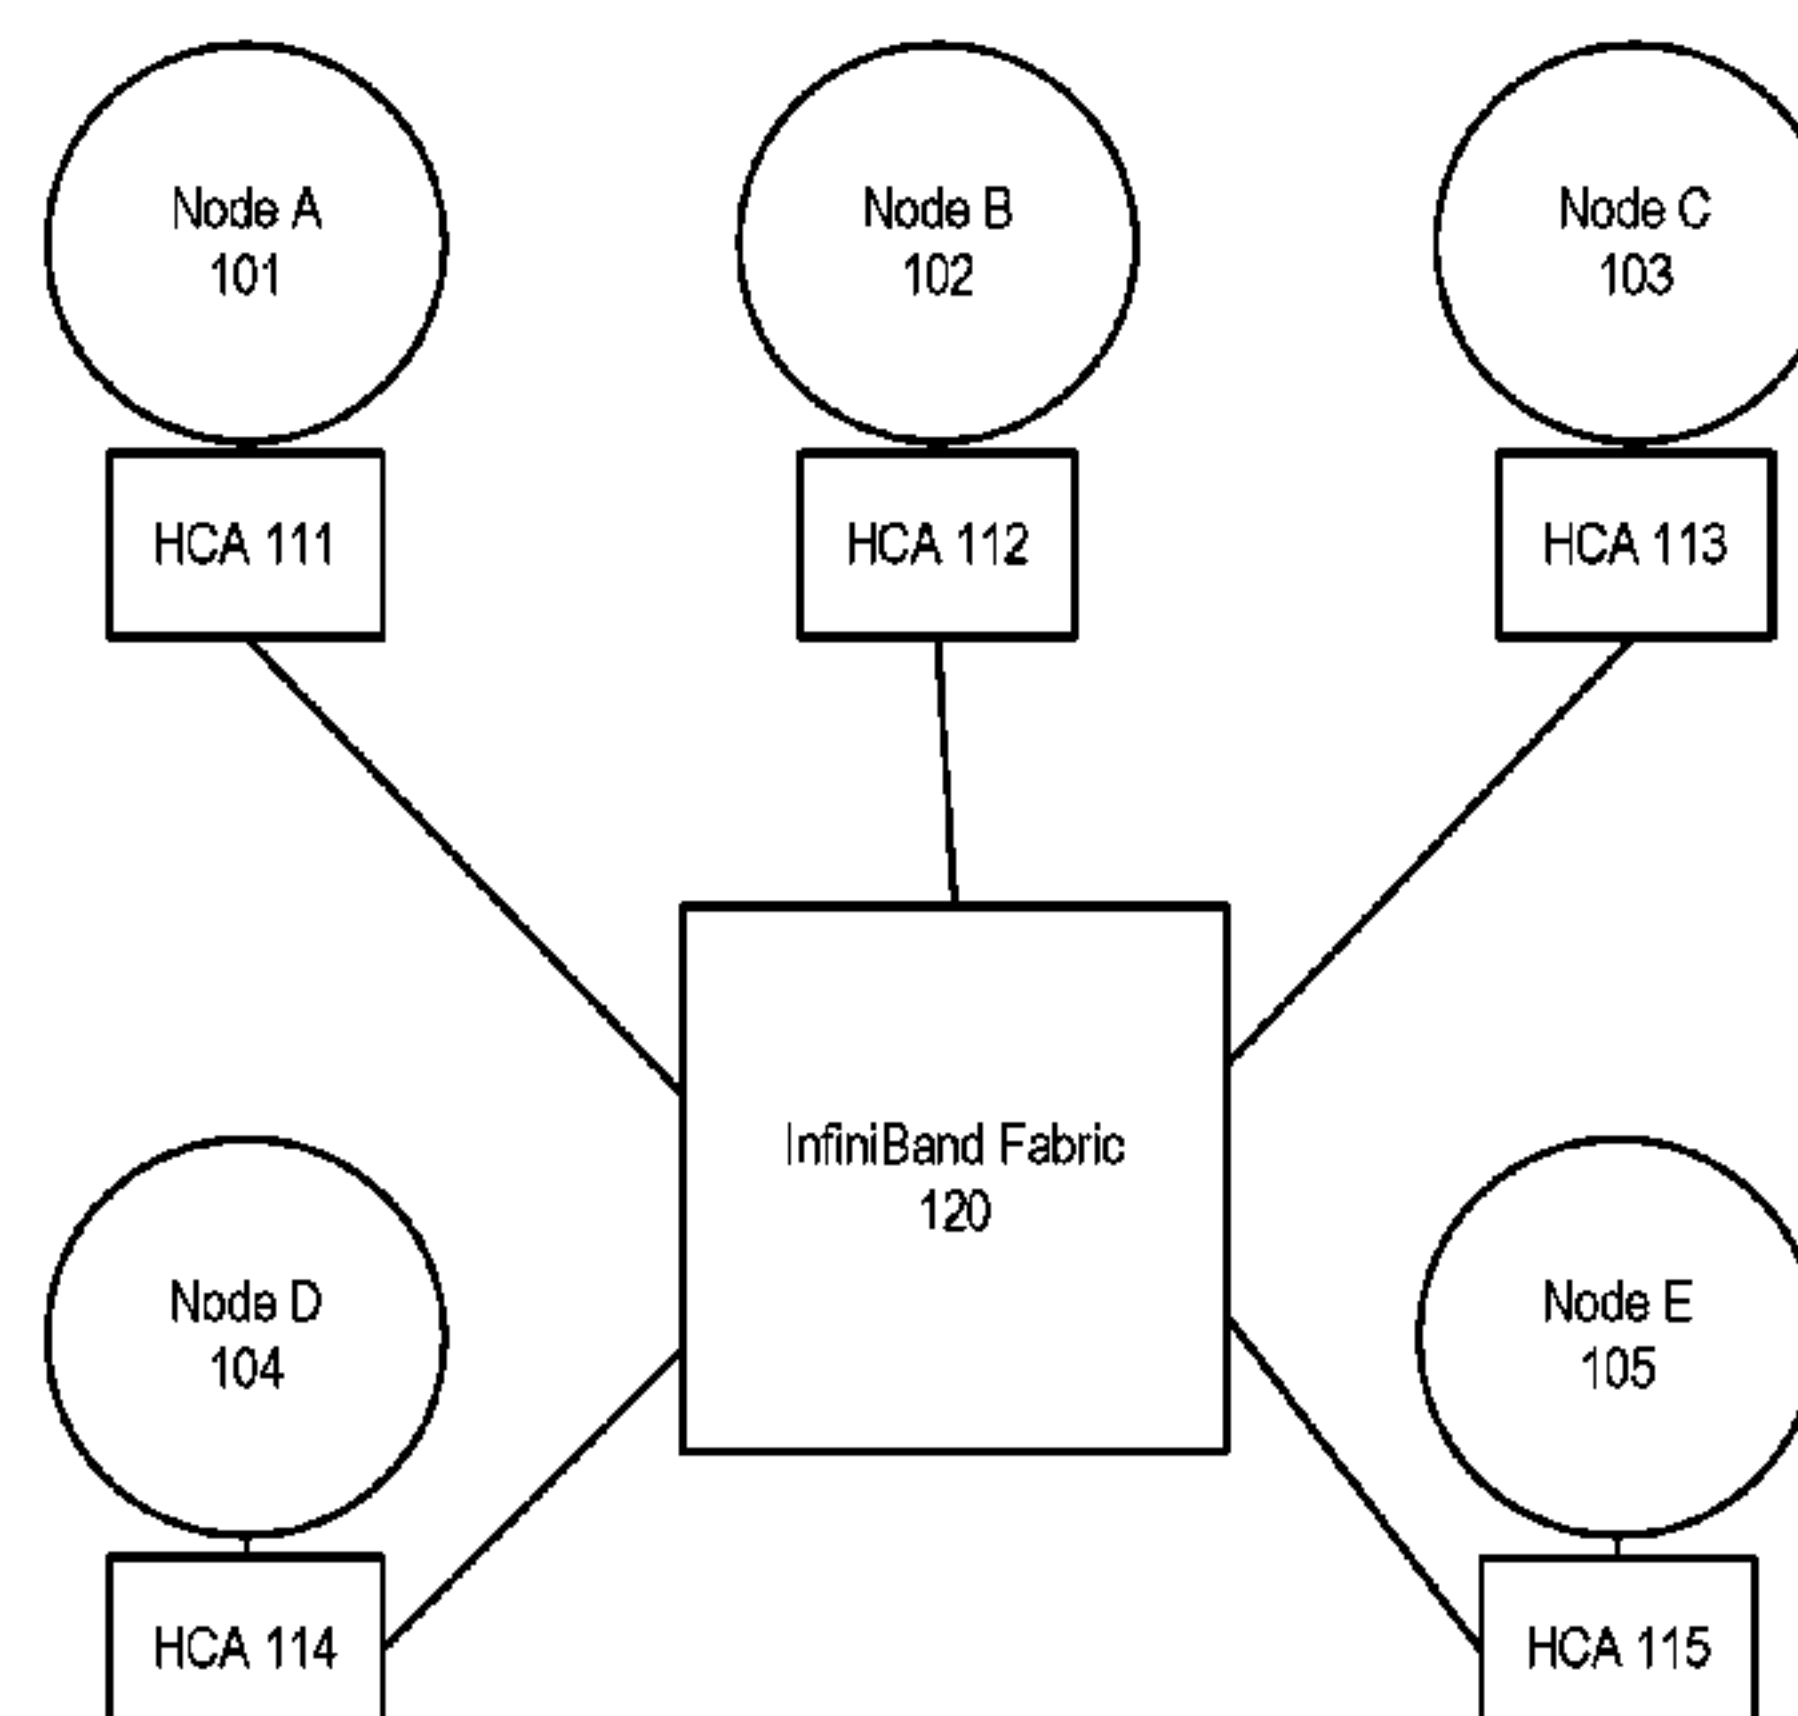 Node A
101
Node B
102
Node C
103
HCA 111
HCA 112
HCA 113
InfiniBand Fabric
120
Node D
104
Node E
105
HCA 114
HCA 115